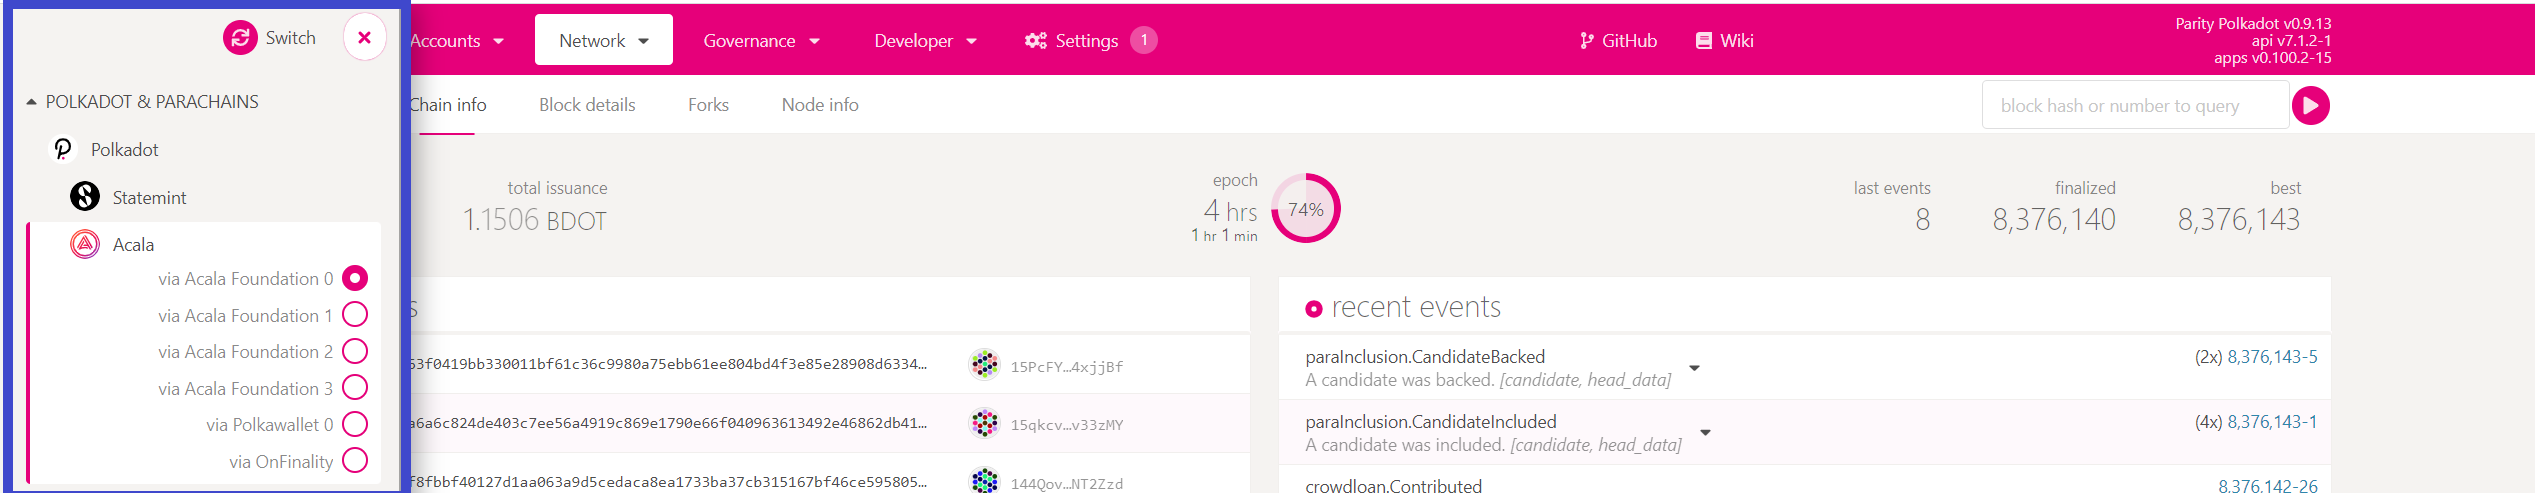 Switch
POLKADOT & PARACHAINS
Polkadot
Statemint
Acala
via Acala Foundation 0
via Acala Foundation 1
via Acala Foundation 2
via Acala Foundation 3
via Polkawallet 0
via OnFinality
Accounts Network Governance Developer Settings 1 GitHub Wiki
Parity Polkadot v0.9.13
api v7.1.2-1
apps v0.100.2-15
Chain info Block details Forks Node info block hash or number to query
total issuance
1.1506 BDOT
epoch
4 hrs
1 hr 1 min
74%
last events
8
finalized
8,376,140
best
8,376,143
s
63f0419bb330011bf61c36c9980a75ebb61ee804bd4f3e85e28908d6334… 15PcFY…4xjjBf
a6a6c824de403c7ee56a4919c869e1790e66f040963613492e46862db41… 15qkcv…v33zMY
f8fbbf40127d1aa063a9d5cedaca8ea1733ba37cb315167bf46ce595805… 144Qov…NT2Zzd
recent events
paraInclusion.CandidateBacked (2x) 8,376,143-5
A candidate was backed. [candidate, head_data]
paraInclusion.CandidateIncluded (4x) 8,376,143-1
A candidate was included. [candidate, head_data]
crowdloan.Contributed 8,376,142-26